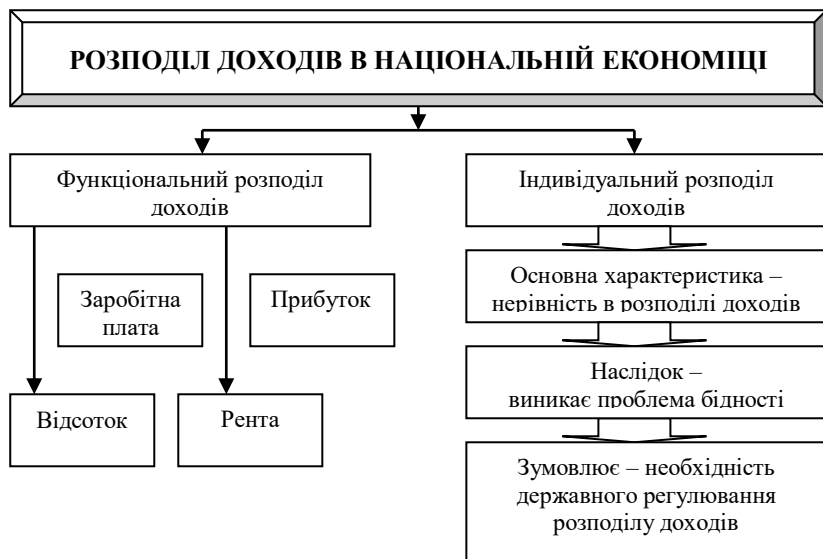 РОЗПОДІЛ ДОХОДІВ В НАЦІОНАЛЬНІЙ ЕКОНОМІЦІ
Функціональний розподіл
доходів
Заробітна
плата
Прибуток
Відсоток
Рента
Індивідуальний розподіл
доходів
Основна характеристика –
нерівність в розподілі доходів
Наслідок –
виникає проблема бідності
Зумовлює – необхідність
державного регулювання
розподілу доходів